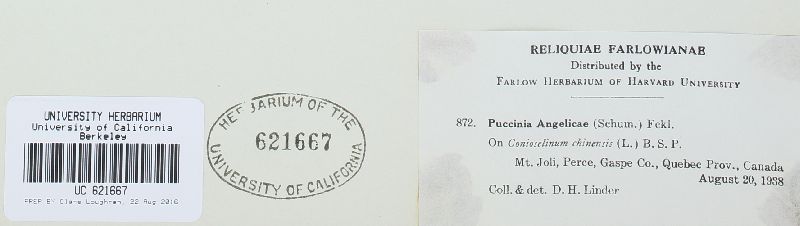 UNIVERSITY HERBARIUM
University of California
Berkeley
UC 621667
PREP BY Clare Loughran, 22 Aug 2016
HERBARIUM OF THE
621667
UNIVERSITY OF CALIFORNIA
RELIQUIAE FARLOWIANAE
Distributed by the
FARLOW HERBARIUM OF HARVARD UNIVERSITY
872. Puccinia Angelicae (Schum.) Fckl.
On Conioselinum chinensis (L.) B. S. P.
Mt. Joli, Perce, Gaspe Co., Quebec Prov., Canada
August 20, 1938
Coll. & det. D. H. Linder